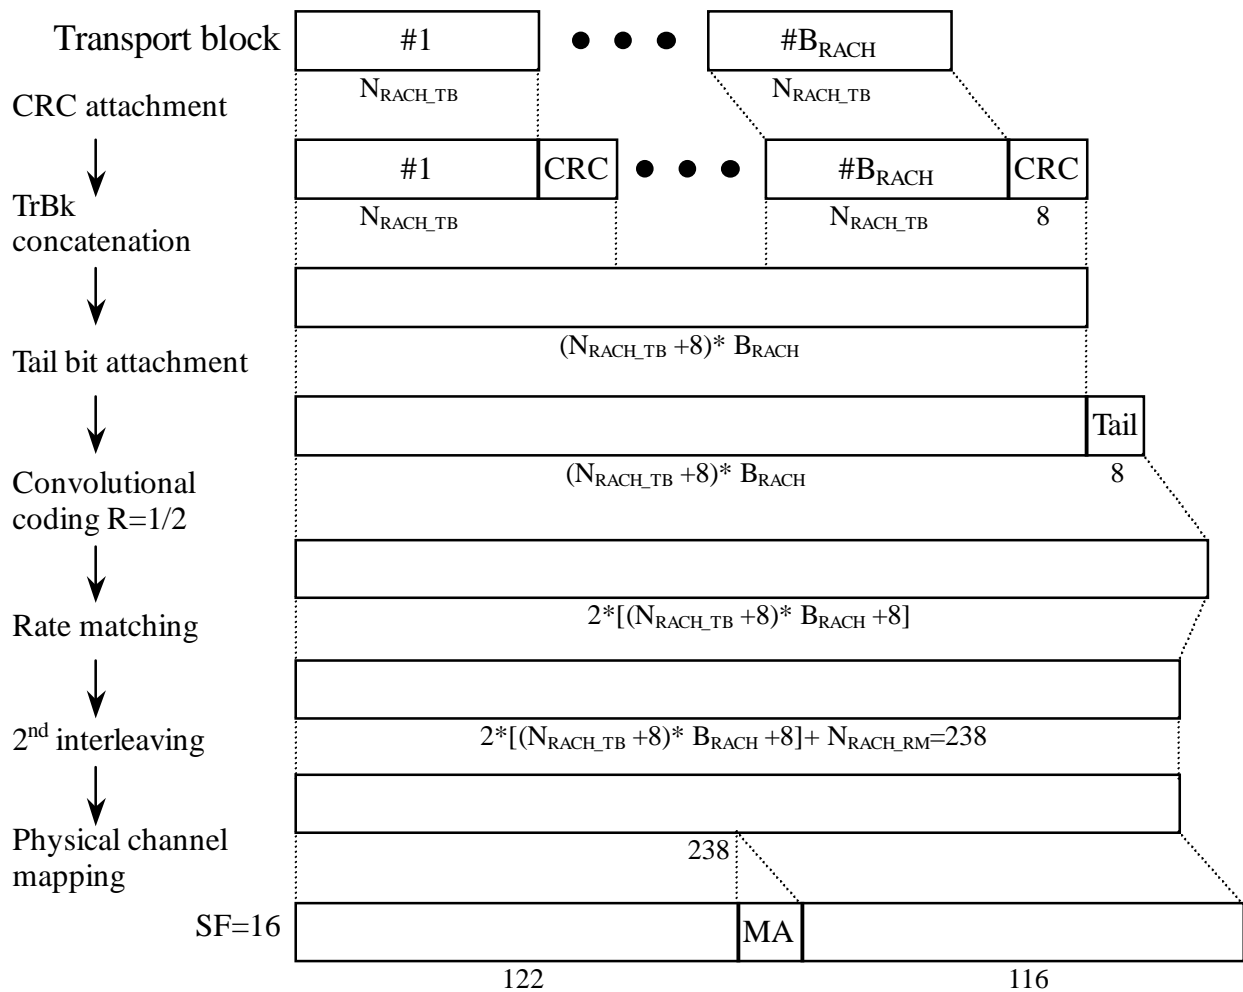 Transport block #1 • • • #B_RACH
N_RACH_TB N_RACH_TB
CRC attachment
#1 CRC • • • #B_RACH CRC
N_RACH_TB N_RACH_TB 8
TrBk
concatenation
(N_RACH_TB +8)* B_RACH
Tail bit attachment
Tail
(N_RACH_TB +8)* B_RACH 8
Convolutional
coding R=1/2
2*[(N_RACH_TB +8)* B_RACH +8]
Rate matching
2^nd interleaving
2*[(N_RACH_TB +8)* B_RACH +8]+ N_RACH_RM=238
Physical channel
mapping
238
SF=16 MA
122 116